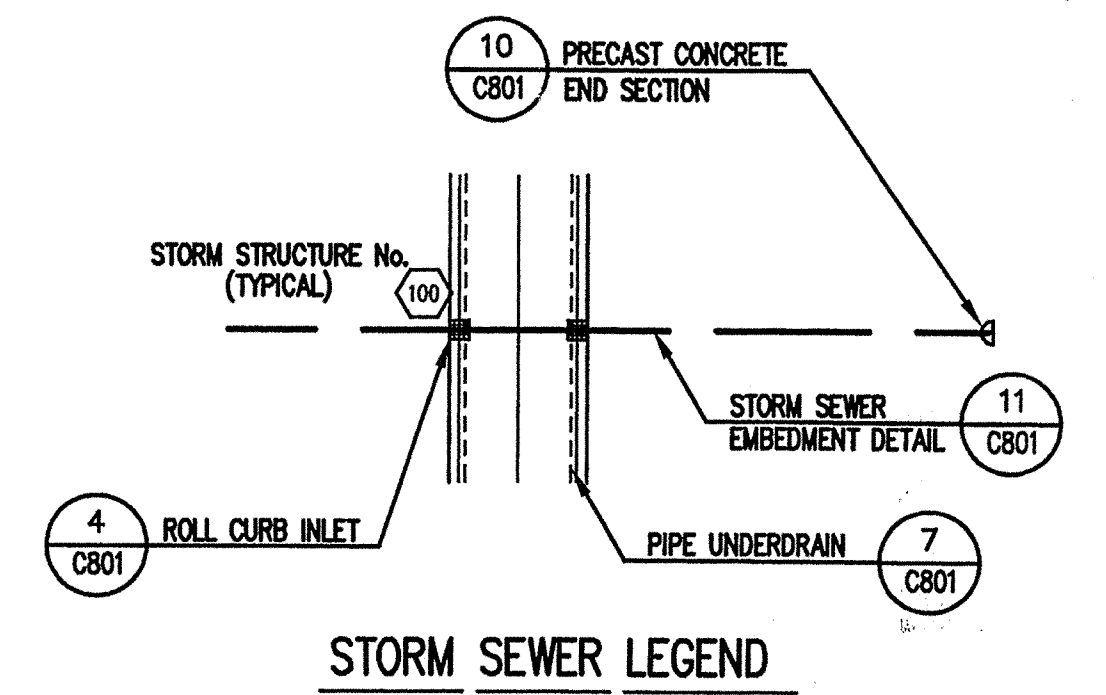 10
C801
PRECAST CONCRETE
END SECTION
STORM STRUCTURE No.
(TYPICAL)
100
STORM SEWER
EMBEDMENT DETAIL
11
C801
4
C801
ROLL CURB INLET
PIPE UNDERDRAIN
7
C801
STORM SEWER LEGEND